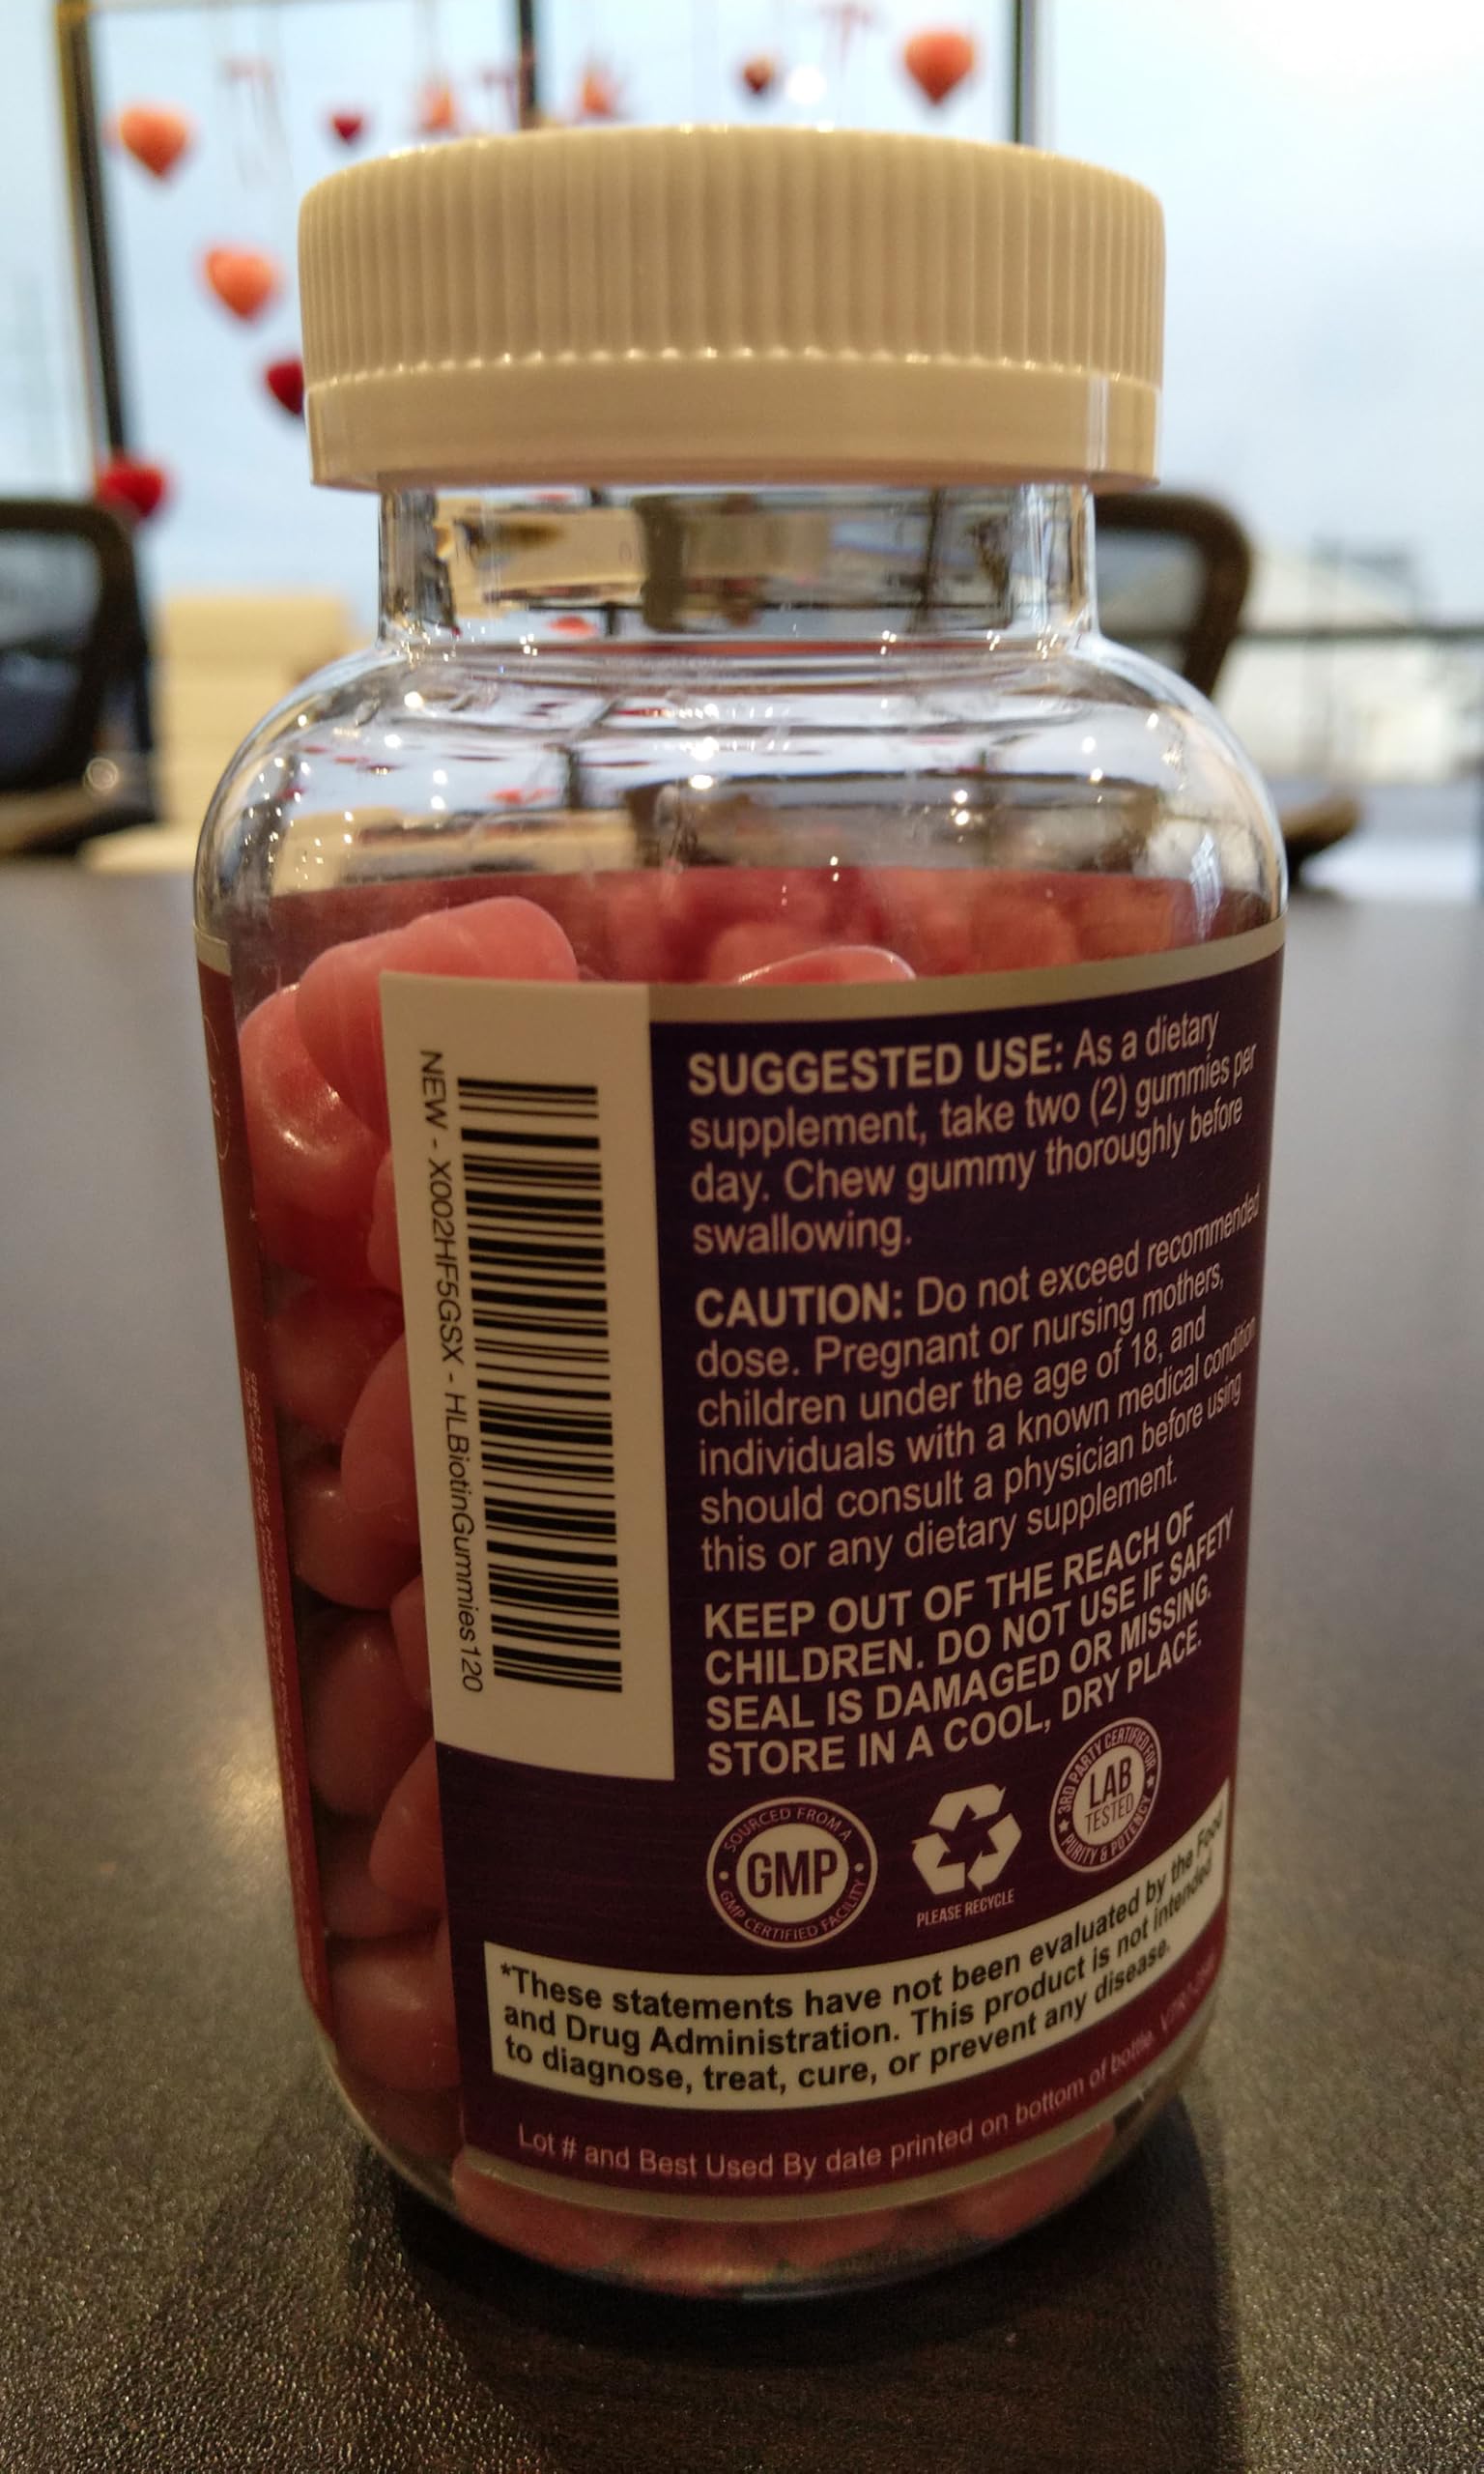 NEW - X002HF5GSX - HLBiotinGummies120
SUGGESTED USE: As a dietary
supplement, take two (2) gummies per
day. Chew gummy thoroughly before
swallowing.
CAUTION: Do not exceed recommended
dose. Pregnant or nursing mothers,
children under the age of 18, and
individuals with a known medical condition
should consult a physician before using
this or any dietary supplement.
KEEP OUT OF THE REACH OF
CHILDREN. DO NOT USE IF SAFETY
SEAL IS DAMAGED OR MISSING.
STORE IN A COOL, DRY PLACE.
SOURCED FROM A
GMP
GMP CERTIFIED FACILITY
PLEASE RECYCLE
3RD PARTY CERTIFIED FOR
LAB
TESTED
PURITY & POTENCY
*These statements have not been evaluated by the Food
and Drug Administration. This product is not intended
to diagnose, treat, cure, or prevent any disease.
Lot # and Best Used By date printed on bottom of bottle.